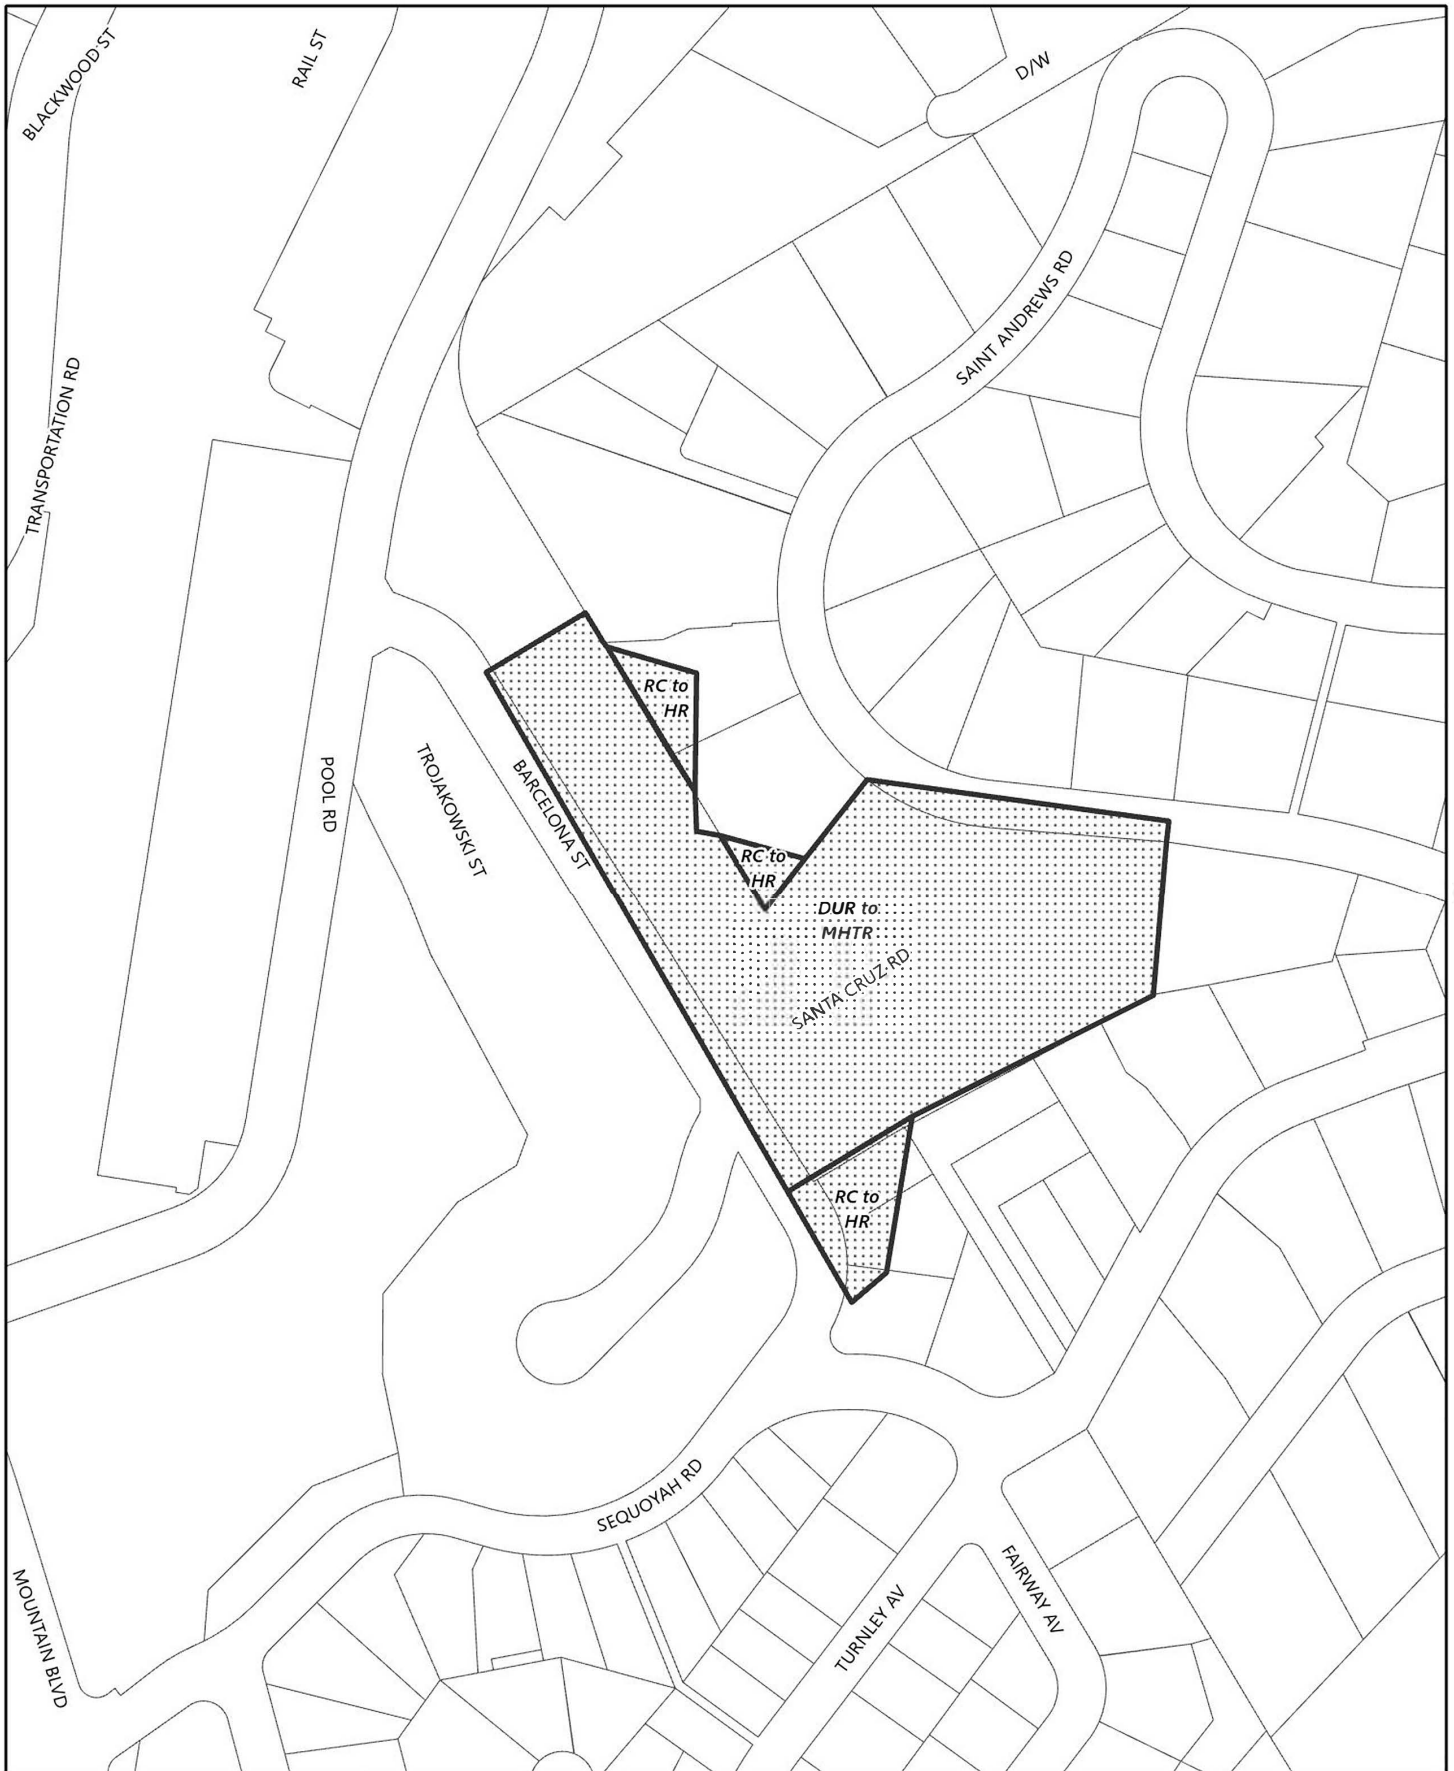 BLACKWOOD ST
RAIL ST
D/W
SAINT ANDREWS RD
TRANSPORTATION RD
RC to
HR
POOL RD
TROJAKOWSKI ST
BARCELONA ST
RC to
HR
DUR to
MHTR
SANTA CRUZ RD
RC to
HR
SEQUOYAH RD
MOUNTAIN BLVD
TURNLEY AV
FAIRWAY AV